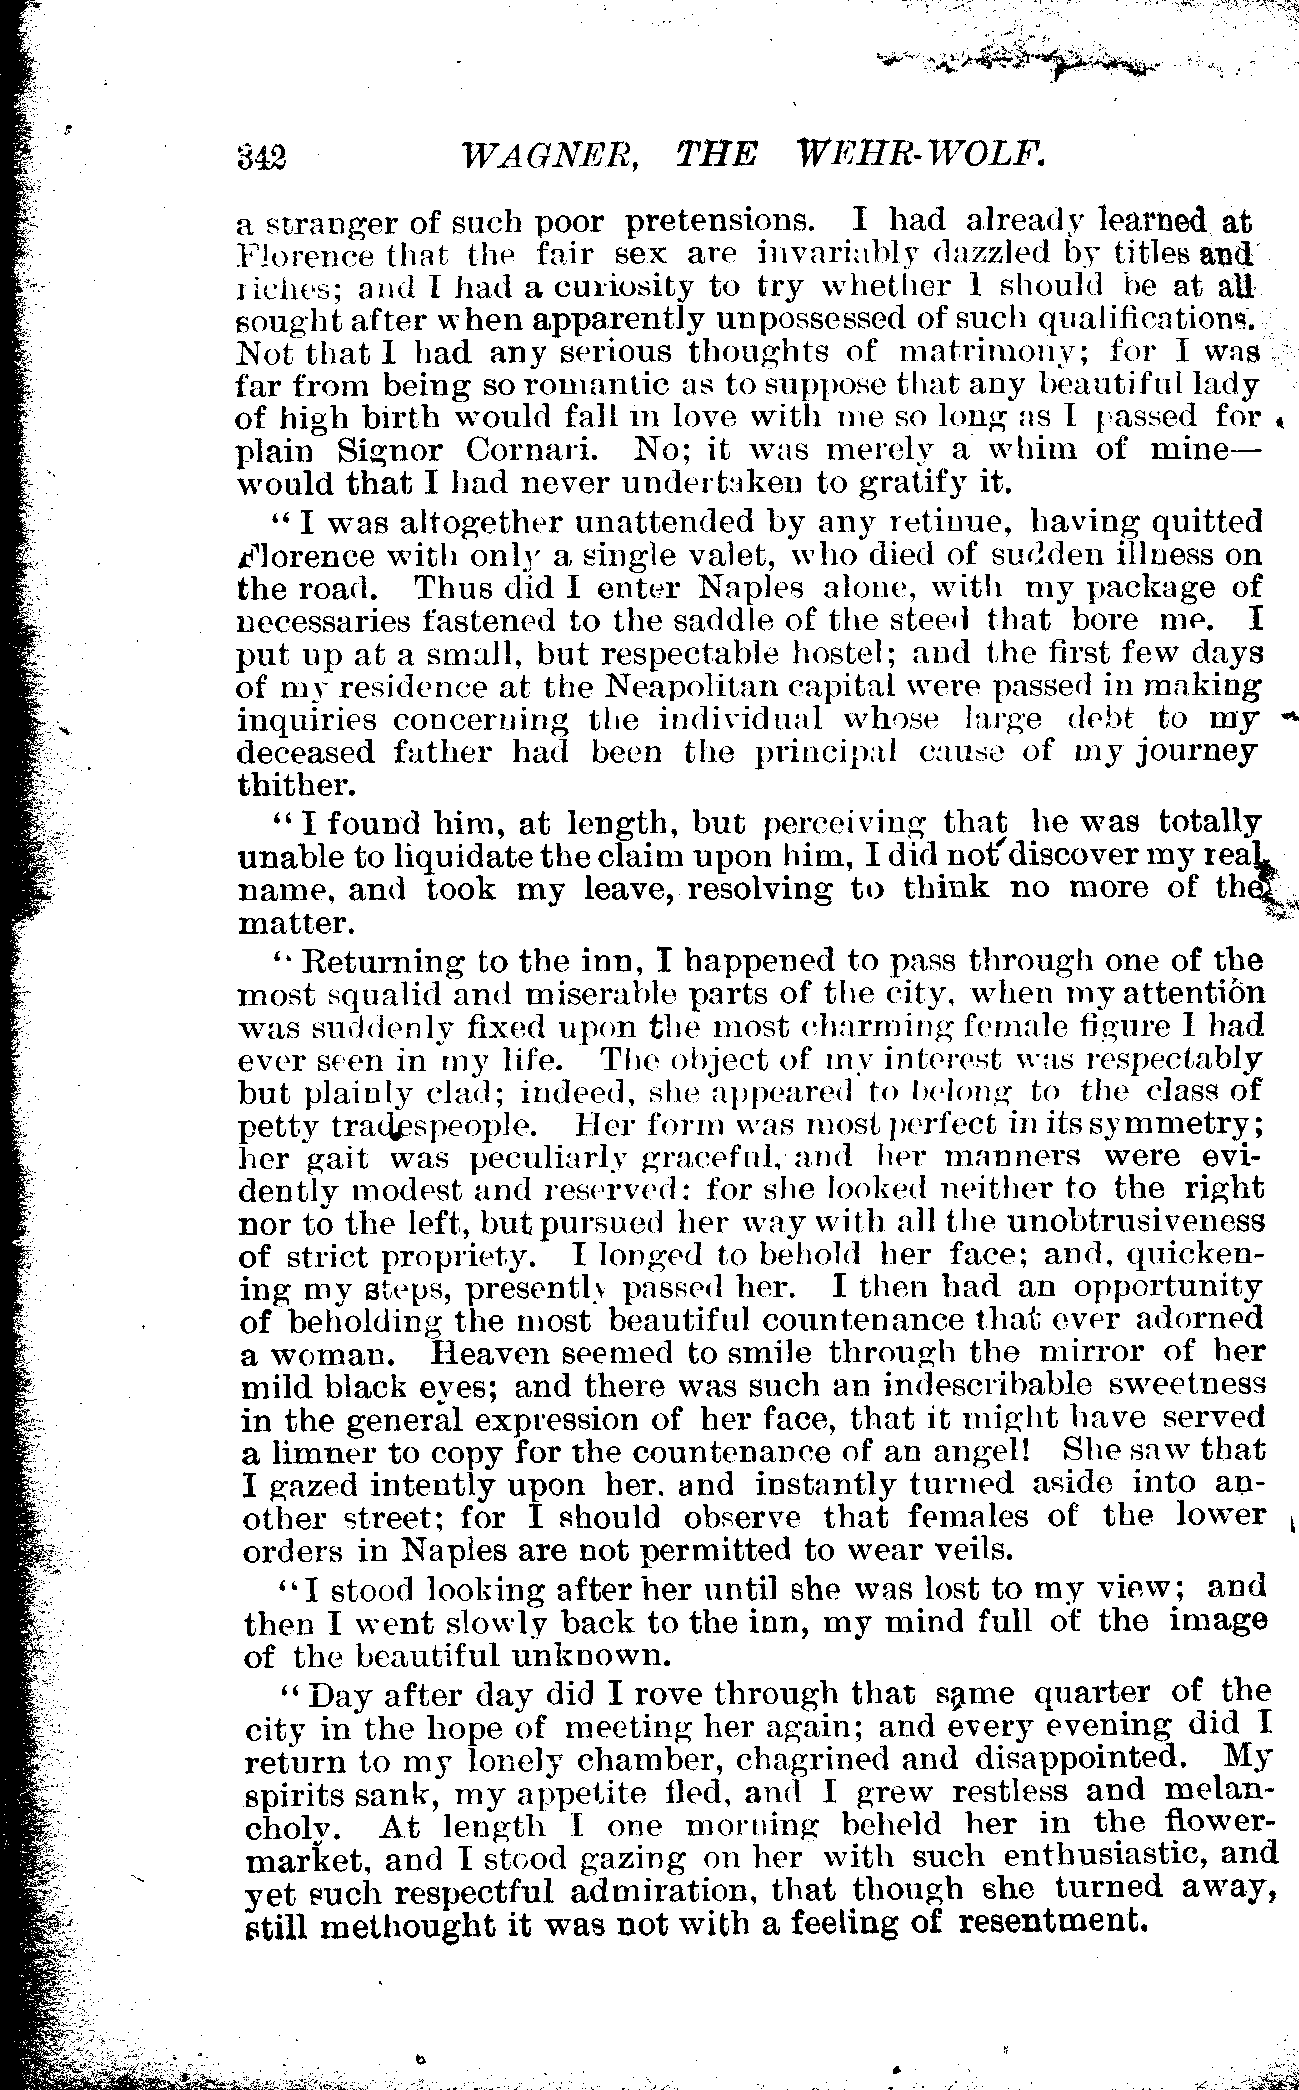 342 WAGNER, THE WEHR-WOLF.
a stranger of such poor pretensions. I had already learned at
Florence that the fair sex are invariably dazzled by titles and
riches; and I had a curiosity to try whether I should be at all
sought after when apparently unpossessed of such qualifications.
Not that I had any serious thoughts of matrimony; for I was
far from being so romantic as to suppose that any beautiful lady
of high birth would fall in love with me so long as I passed for
plain Signor Cornari. No; it was merely a whim of mine—
would that I had never undertaken to gratify it.
"I was altogether unattended by any retinue, having quitted
Florence with only a single valet, who died of sudden illness on
the road. Thus did I enter Naples alone, with my package of
necessaries fastened to the saddle of the steed that bore me. I
put up at a small, but respectable hostel; and the first few days
of my residence at the Neapolitan capital were passed in making
inquiries concerning the individual whose large debt to my
deceased father had been the principal cause of my journey
thither.
"I found him, at length, but perceiving that he was totally
unable to liquidate the claim upon him, I did not discover my real
name, and took my leave, resolving to think no more of the
matter.
"Returning to the inn, I happened to pass through one of the
most squalid and miserable parts of the city, when my attention
was suddenly fixed upon the most charming female figure I had
ever seen in my life. The object of my interest was respectably
but plainly clad; indeed, she appeared to belong to the class of
petty tradespeople. Her form was most perfect in its symmetry;
her gait was peculiarly graceful, and her manners were evi-
dently modest and reserved: for she looked neither to the right
nor to the left, but pursued her way with all the unobtrusiveness
of strict propriety. I longed to behold her face; and, quicken-
ing my steps, presently passed her. I then had an opportunity
of beholding the most beautiful countenance that ever adorned
a woman. Heaven seemed to smile through the mirror of her
mild black eyes; and there was such an indescribable sweetness
in the general expression of her face, that it might have served
a limner to copy for the countenance of an angel! She saw that
I gazed intently upon her, and instantly turned aside into an-
other street; for I should observe that females of the lower
orders in Naples are not permitted to wear veils.
"I stood looking after her until she was lost to my view; and
then I went slowly back to the inn, my mind full of the image
of the beautiful unknown.
"Day after day did I rove through that same quarter of the
city in the hope of meeting her again; and every evening did I
return to my lonely chamber, chagrined and disappointed. My
spirits sank, my appetite fled, and I grew restless and melan-
choly. At length I one morning beheld her in the flower-
market, and I stood gazing on her with such enthusiastic, and
yet such respectful admiration, that though she turned away,
still methought it was not with a feeling of resentment.